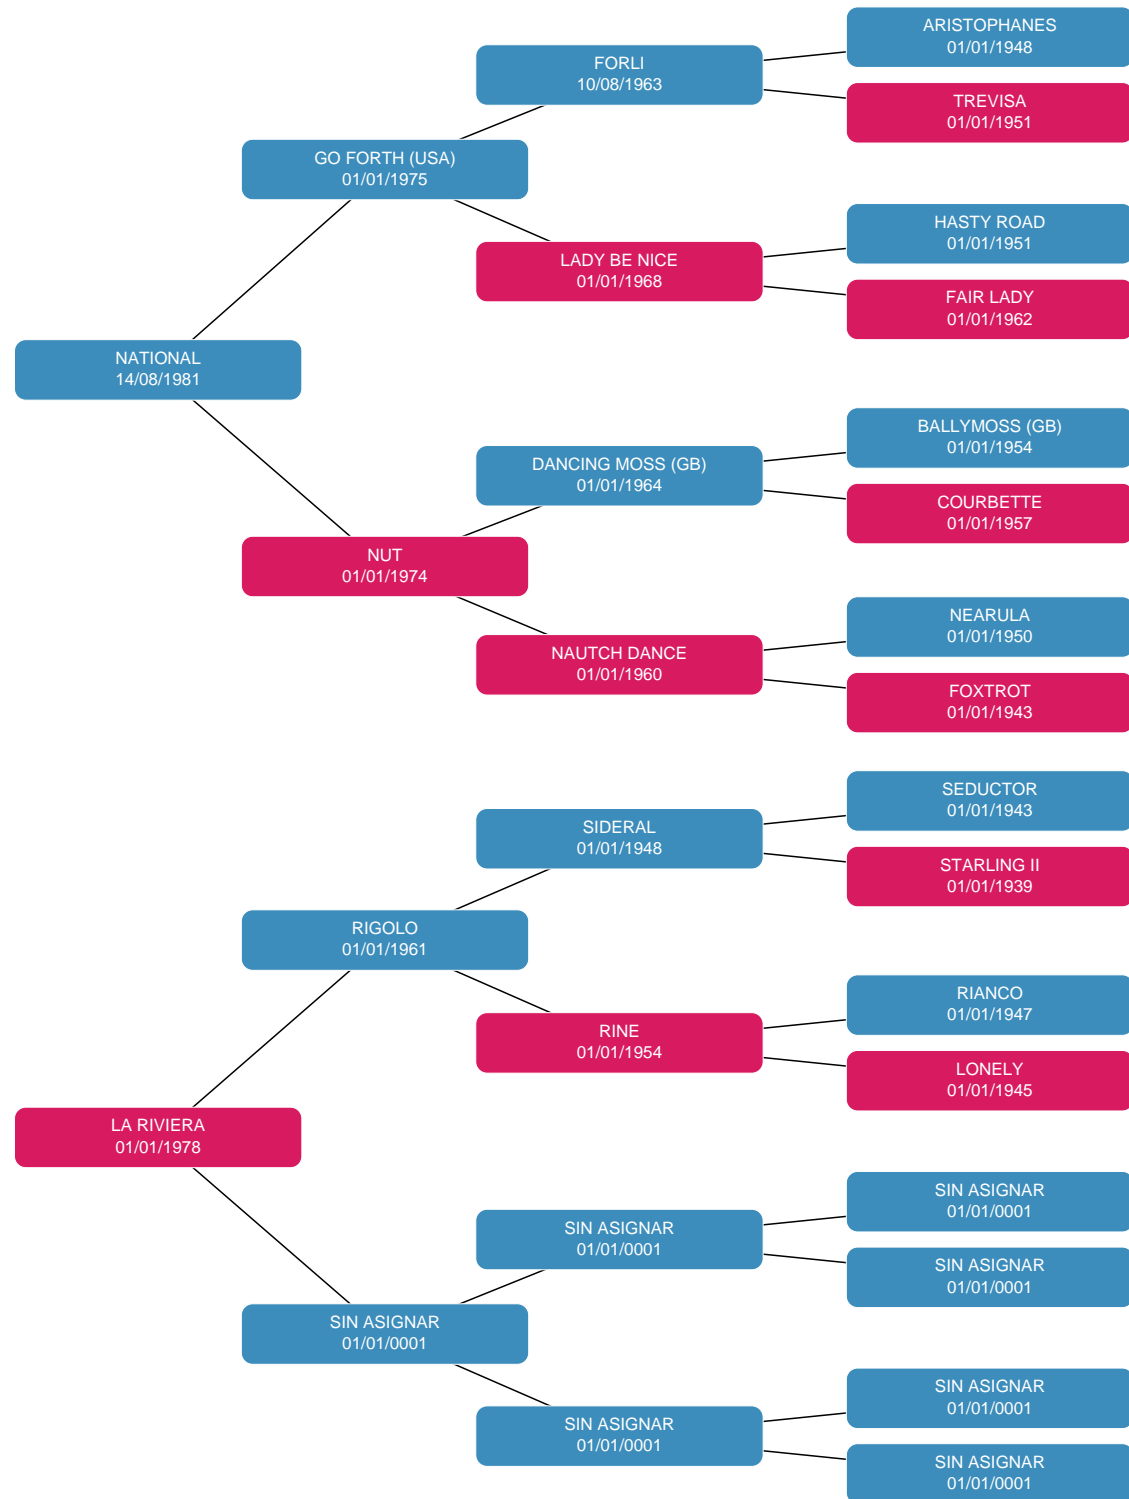 ARISTOPHANES
01/01/1948
FORLI
10/08/1963
TREVISA
01/01/1951
GO FORTH (USA)
01/01/1975
HASTY ROAD
01/01/1951
LADY BE NICE
01/01/1968
FAIR LADY
01/01/1962
NATIONAL
14/08/1981
BALLYMOSS (GB)
01/01/1954
DANCING MOSS (GB)
01/01/1964
COURBETTE
01/01/1957
NUT
01/01/1974
NEARULA
01/01/1950
NAUTCH DANCE
01/01/1960
FOXTROT
01/01/1943
SEDUCTOR
01/01/1943
SIDERAL
01/01/1948
STARLING II
01/01/1939
RIGOLO
01/01/1961
RIANCO
01/01/1947
RINE
01/01/1954
LONELY
01/01/1945
LA RIVIERA
01/01/1978
SIN ASIGNAR
01/01/0001
SIN ASIGNAR
01/01/0001
SIN ASIGNAR
01/01/0001
SIN ASIGNAR
01/01/0001
SIN ASIGNAR
01/01/0001
SIN ASIGNAR
01/01/0001
SIN ASIGNAR
01/01/0001